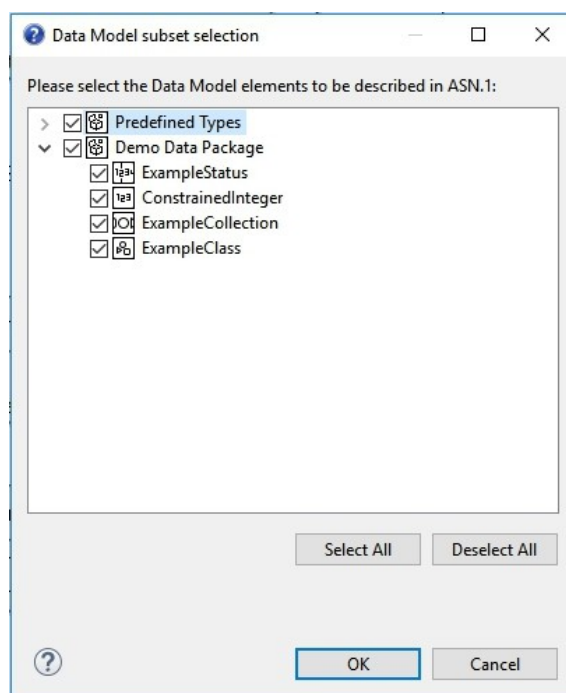 Data Model subset selection
Please select the Data Model elements to be described in ASN.1:
Predefined Types
Demo Data Package
ExampleStatus
ConstrainedInteger
ExampleCollection
ExampleClass
Select All Deselect All
OK Cancel